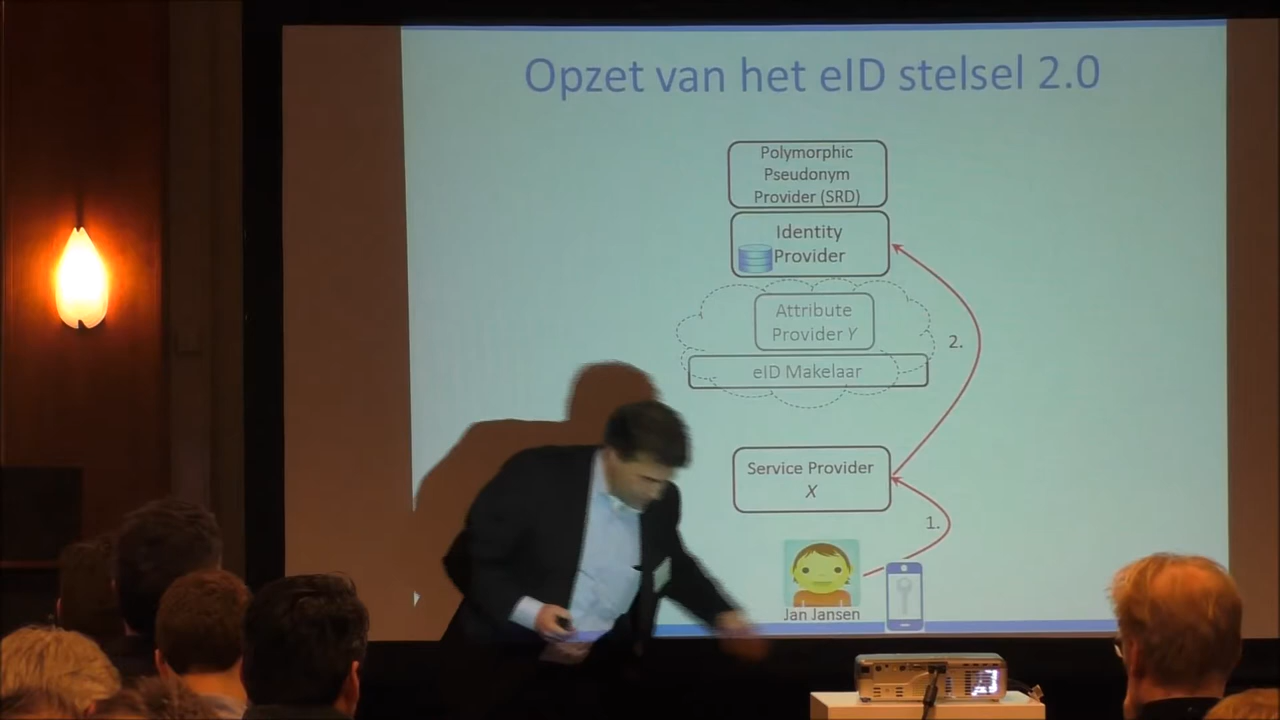 Opzet van het eID stelsel 2.0
Polymorphic
Pseudonym
Provider (SRD)
Identity
Provider
Attribute
Provider Y
eID Makelaar
2.
Service Provider
X
1.
Jan Jansen